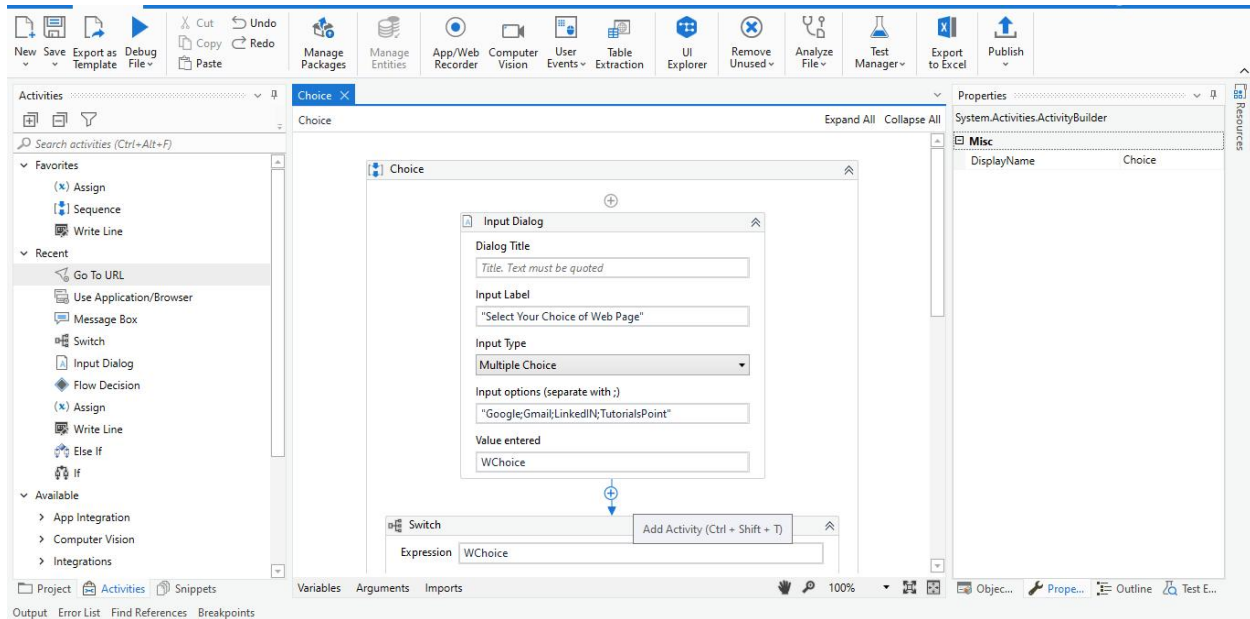 New Save Export as Template Debug File
Cut Copy Paste
Undo Redo
Manage Packages
Manage Entities
App/Web Recorder
Computer Vision
User Events
Table Extraction
UI Explorer
Remove Unused
Analyze File
Test Manager
Export to Excel
Publish
Activities
Search activities (Ctrl+Alt+F)
Favorites
Assign
Sequence
Write Line
Recent
Go To URL
Use Application/Browser
Message Box
Switch
Input Dialog
Flow Decision
Assign
Write Line
Else If
If
Available
App Integration
Computer Vision
Integrations
Project Activities Snippets
Choice
Choice Expand All Collapse All
Choice
Input Dialog
Dialog Title
Title. Text must be quoted
Input Label
"Select Your Choice of Web Page"
Input Type
Multiple Choice
Input options (separate with ;)
"Google;Gmail;LinkedIN;TutorialsPoint"
Value entered
WChoice
Switch
Add Activity (Ctrl + Shift + T)
Expression WChoice
Variables Arguments Imports 100%
Properties
System.Activities.ActivityBuilder
Misc
DisplayName Choice
Resources
Objec... Prope... Outline Test E...
Output Error List Find References Breakpoints